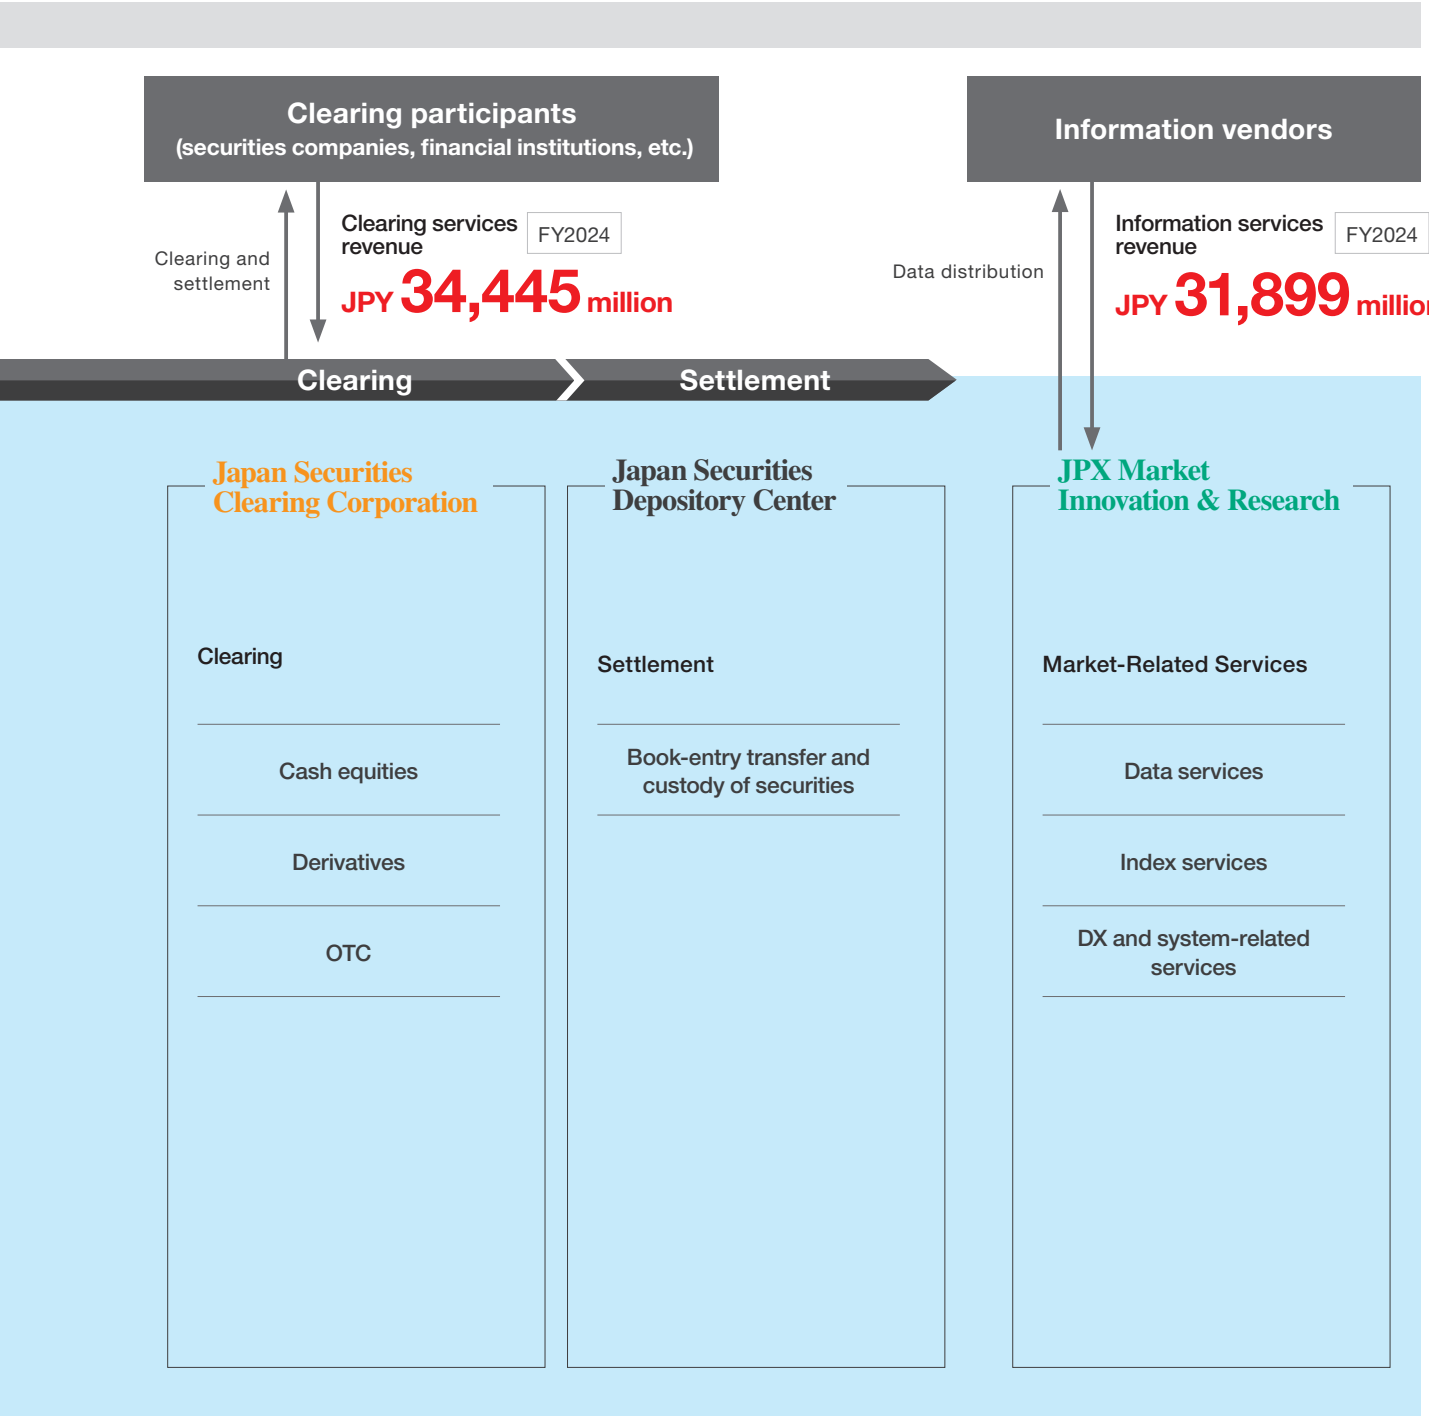 Clearing participants
(securities companies, financial institutions, etc.)
Clearing and
settlement
Clearing services
revenue
FY2024
JPY 34,445 million
Information vendors
Data distribution
Information services
revenue
FY2024
JPY 31,899 million
Clearing
Settlement
Japan Securities
Clearing Corporation
Clearing
Cash equities
Derivatives
OTC
Japan Securities
Depository Center
Settlement
Book-entry transfer and
custody of securities
JPX Market
Innovation & Research
Market-Related Services
Data services
Index services
DX and system-related
services